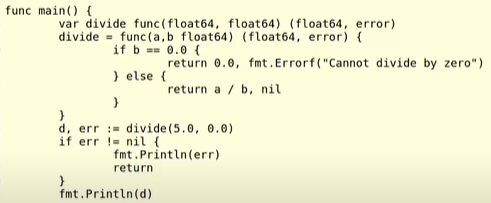 func main() {
        var divide func(float64, float64) (float64, error)
        divide = func(a,b float64) (float64, error) {
                if b == 0.0 {
                        return 0.0, fmt.Errorf("Cannot divide by zero")
                } else {
                        return a / b, nil
                }
        }
        d, err := divide(5.0, 0.0)
        if err != nil {
                fmt.Println(err)
                return
        }
        fmt.Println(d)